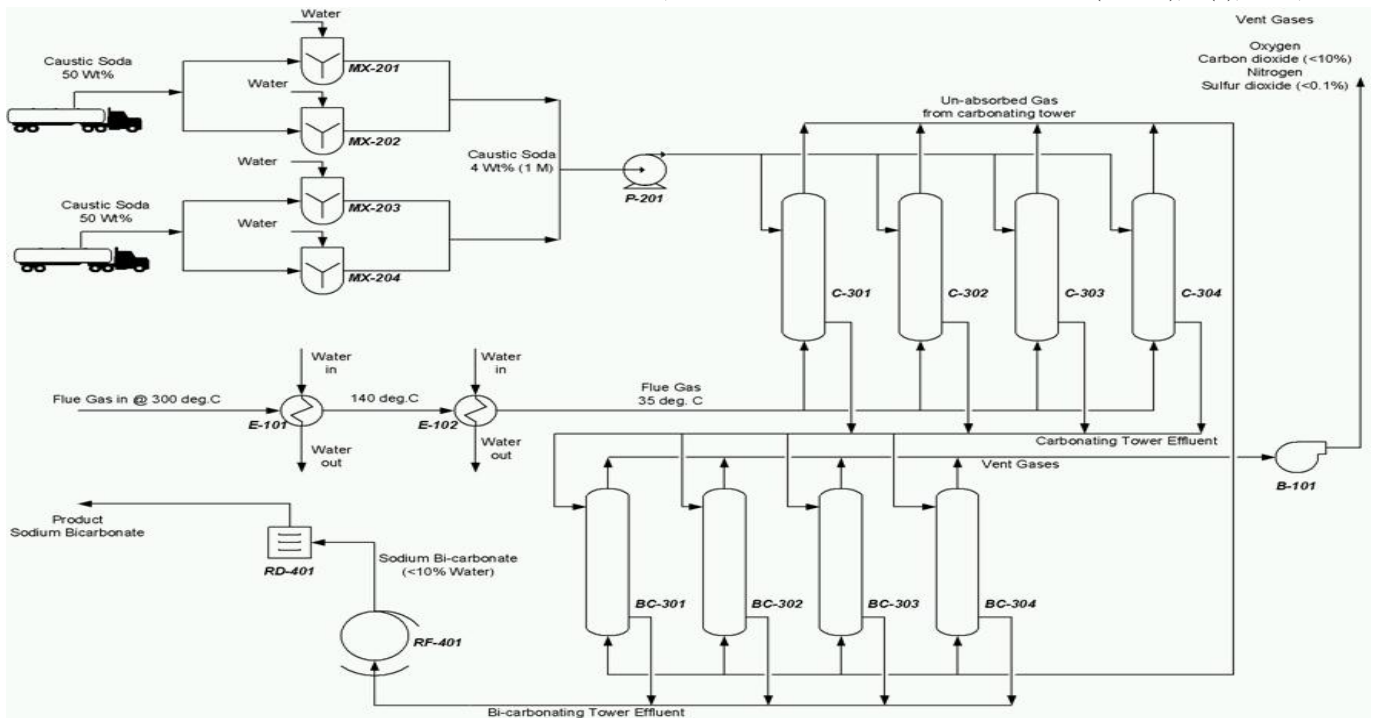 Vent Gases
Oxygen
Carbon dioxide (<10%)
Nitrogen
Sulfur dioxide (<0.1%)
Water
MX-201
Caustic Soda
50 Wt%
Water
MX-202
Un-absorbed Gas
from carbonating tower
Water
Caustic Soda
4 Wt% (1 M)
P-201
MX-203
Caustic Soda
50 Wt%
Water
MX-204
C-301
C-302
C-303
C-304
Water
in
Water
in
Flue Gas in @ 300 deg.C
140 deg.C
Flue Gas
35 deg. C
E-101
E-102
Water
out
Water
out
Carbonating Tower Effluent
Vent Gases
B-101
Product
Sodium Bicarbonate
RD-401
Sodium Bi-carbonate
(<10% Water)
BC-301
BC-302
BC-303
BC-304
RF-401
Bi-carbonating Tower Effluent